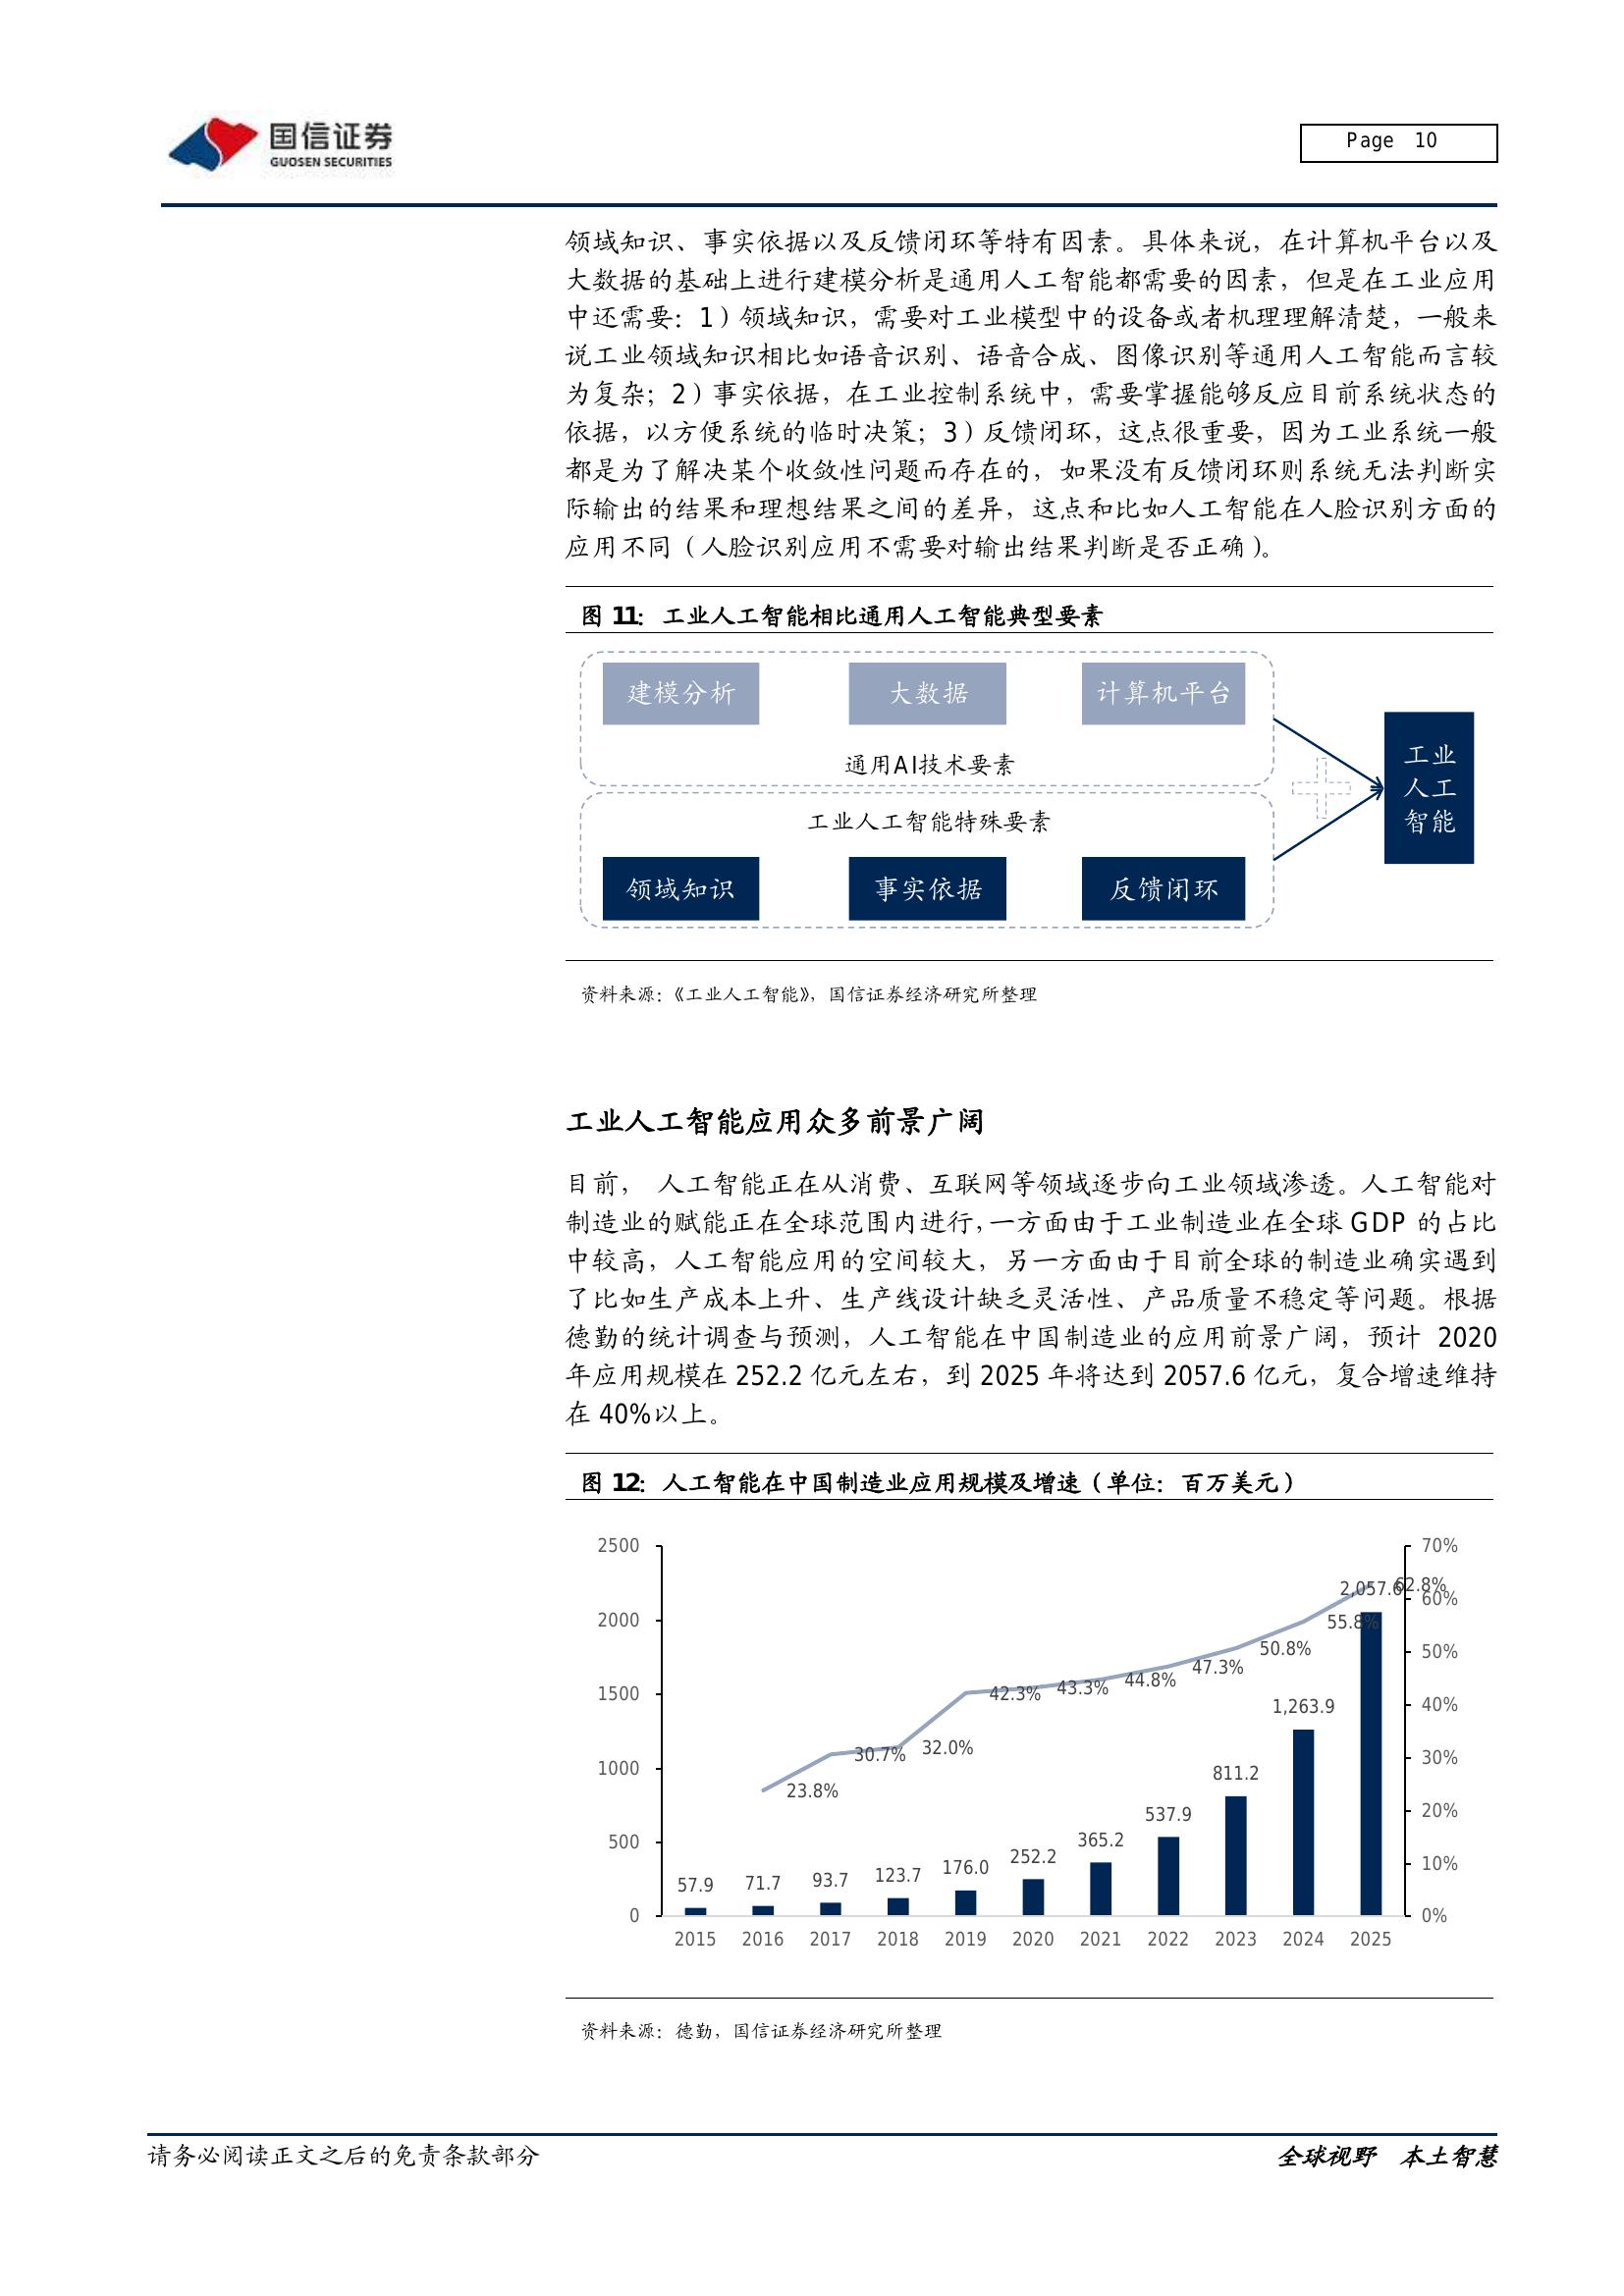 国信证券
GUOSEN SECURITIES
Page 10
领域知识、事实依据以及反馈闭环等特有因素。具体来说，在计算机平台以及
大数据的基础上进行建模分析是通用人工智能都需要的因素，但是在工业应用
中还需要：1）领域知识，需要对工业模型中的设备或者机理理解清楚，一般来
说工业领域知识相比如语音识别、语音合成、图像识别等通用人工智能而言较
为复杂；2）事实依据，在工业控制系统中，需要掌握能够反应目前系统状态的
依据，以方便系统的临时决策；3）反馈闭环，这点很重要，因为工业系统一般
都是为了解决某个收敛性问题而存在的，如果没有反馈闭环则系统无法判断实
际输出的结果和理想结果之间的差异，这点和比如人工智能在人脸识别方面的
应用不同（人脸识别应用不需要对输出结果判断是否正确）。
图 11： 工业人工智能相比通用人工智能典型要素
建模分析 大数据 计算机平台
通用AI技术要素
工业人工智能特殊要素
领域知识 事实依据 反馈闭环
工业
人工
智能
资料来源：《工业人工智能》，国信证券经济研究所整理
工业人工智能应用众多前景广阔
目前， 人工智能正在从消费、互联网等领域逐步向工业领域渗透。人工智能对
制造业的赋能正在全球范围内进行，一方面由于工业制造业在全球 GDP 的占比
中较高，人工智能应用的空间较大，另一方面由于目前全球的制造业确实遇到
了比如生产成本上升、生产线设计缺乏灵活性、产品质量不稳定等问题。根据
德勤的统计调查与预测，人工智能在中国制造业的应用前景广阔，预计 2020
年应用规模在 252.2 亿元左右，到 2025 年将达到 2057.6 亿元，复合增速维持
在 40%以上。
图 12： 人工智能在中国制造业应用规模及增速（单位：百万美元）
2500
2000
1500
1000
500
0
70%
60%
50%
40%
30%
20%
10%
0%
23.8% 30.7% 32.0% 42.3% 43.3% 44.8% 47.3% 50.8% 55.8% 62.8%
57.9 71.7 93.7 123.7 176.0 252.2 365.2 537.9 811.2 1,263.9 2,057.6
2015 2016 2017 2018 2019 2020 2021 2022 2023 2024 2025
资料来源：德勤，国信证券经济研究所整理
请务必阅读正文之后的免责条款部分
全球视野 本土智慧